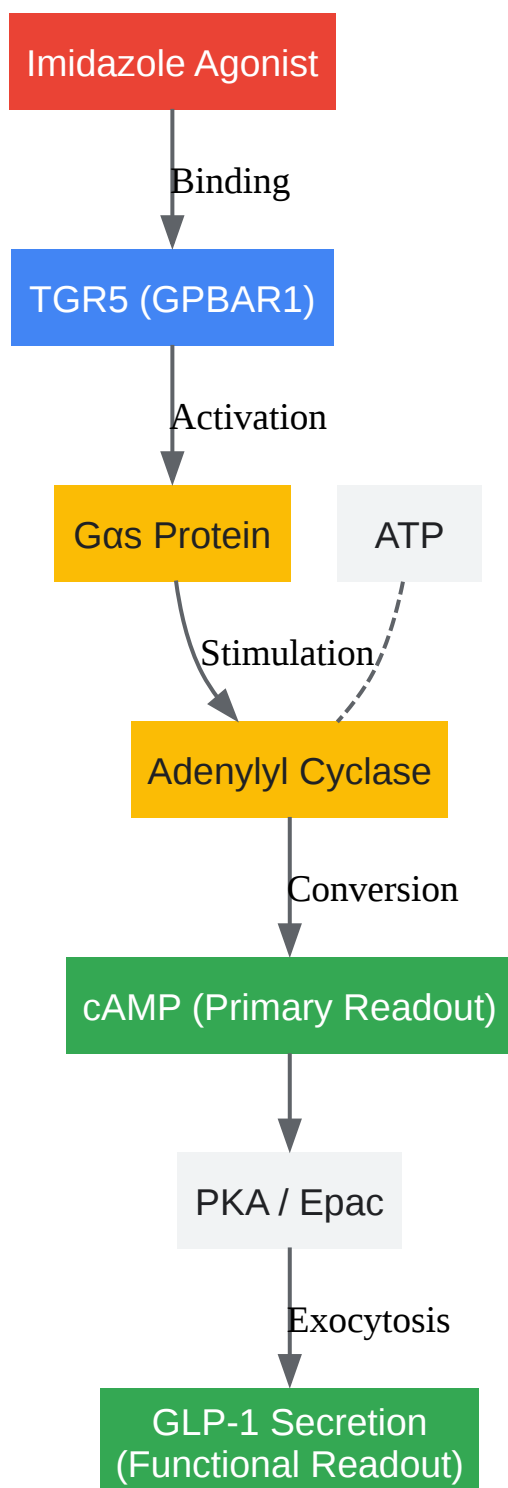 Imidazole Agonist
Binding
TGR5 (GPBAR1)
Activation
Gαs Protein
ATP
Stimulation
Adenylyl Cyclase
Conversion
cAMP (Primary Readout)
PKA / Epac
Exocytosis
GLP-1 Secretion
(Functional Readout)